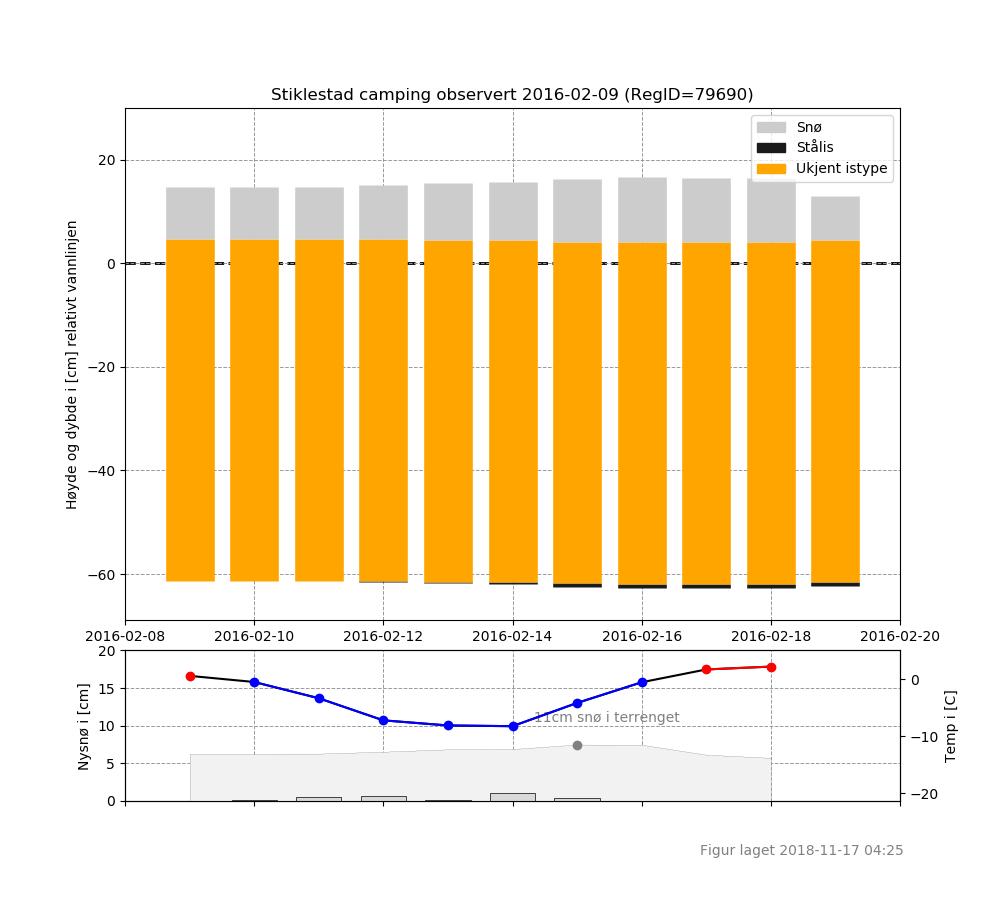 Stiklestad camping observert 2016-02-09 (RegID=79690)
Snø
Stålis
Ukjent istype
Høyde og dybde i [cm] relativt vannlinjen
20
0
−20
−40
−60
2016-02-08 2016-02-10 2016-02-12 2016-02-14 2016-02-16 2016-02-18 2016-02-20
Nysnø i [cm]
20
15
10
5
0
11cm snø i terrenget
0
−10
−20
Temp i [C]
Figur laget 2018-11-17 04:25